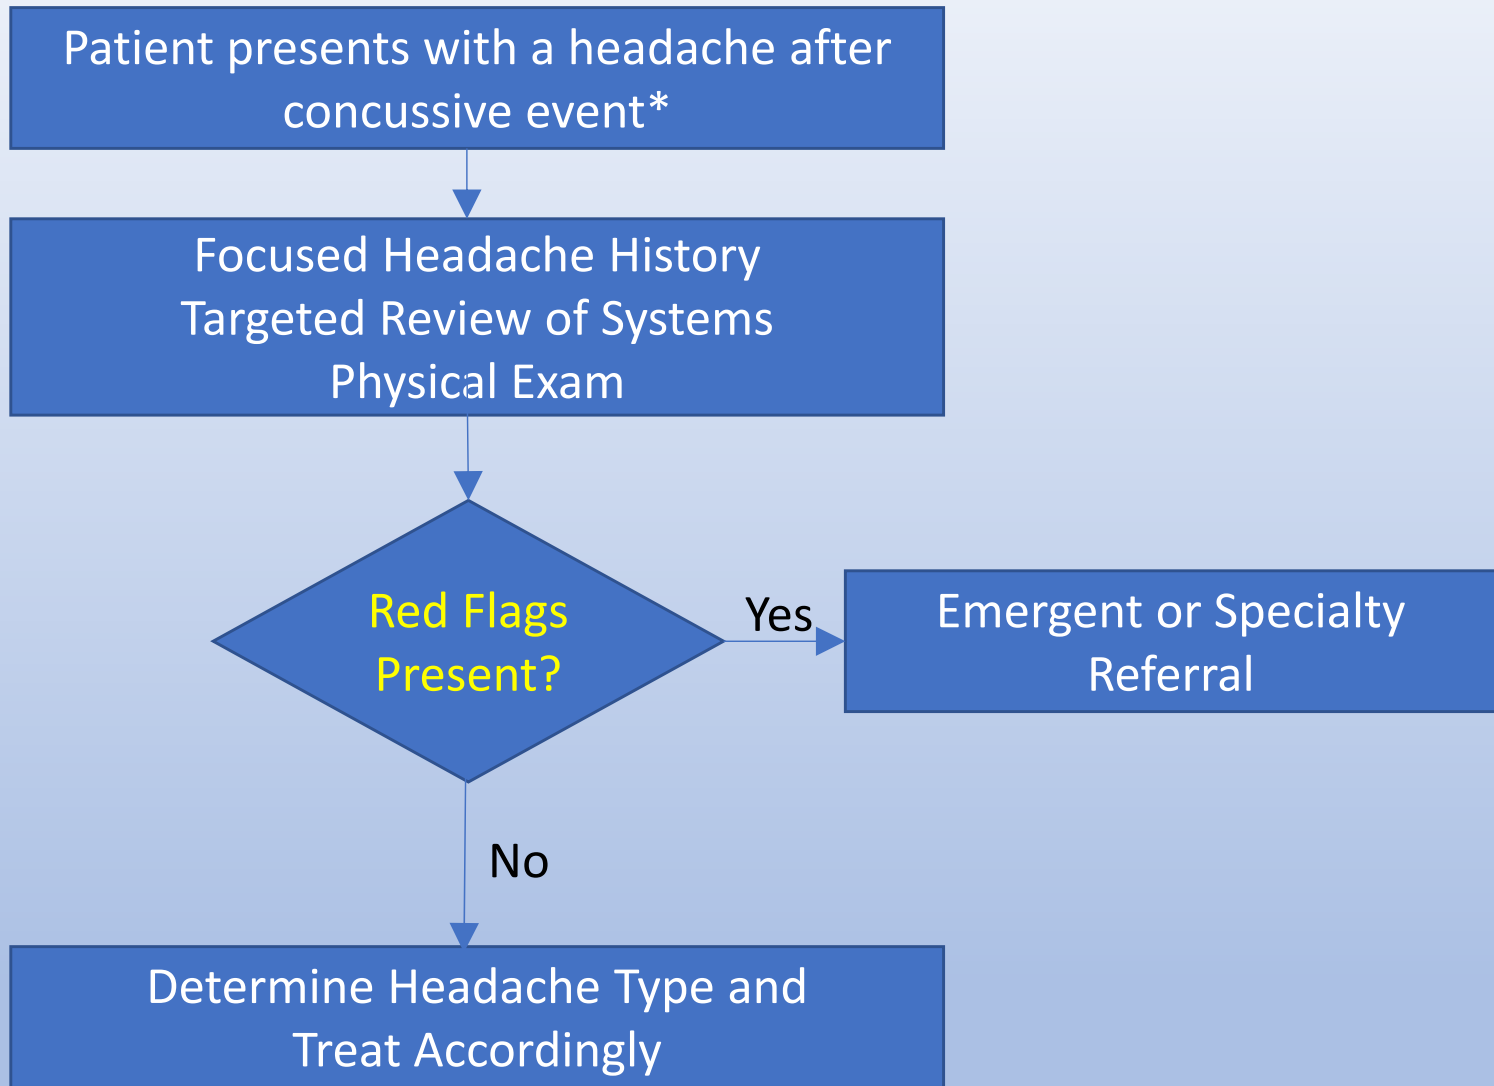 Patient presents with a headache after
concussive event*
Focused Headache History
Targeted Review of Systems
Physical Exam
Red Flags
Present?
Yes
Emergent or Specialty
Referral
No
Determine Headache Type and
Treat Accordingly